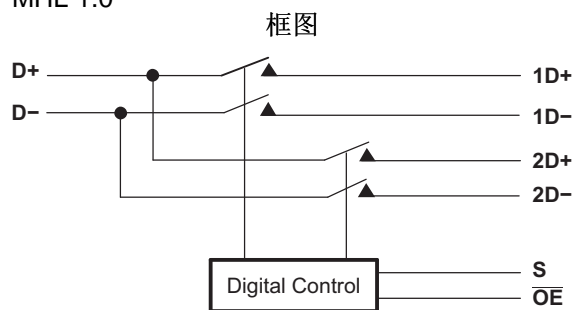 MHL 1.0
框图
D+
1D+
D−
1D−
2D+
2D−
S
Digital Control
OE